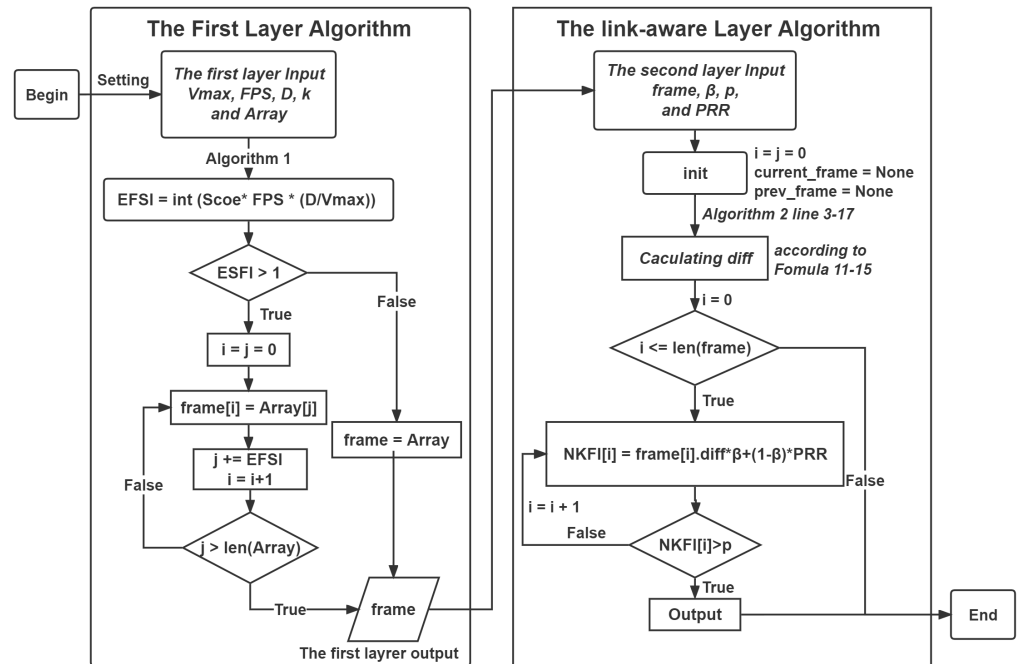 The First Layer Algorithm
Begin
Setting
The first layer Input
Vmax, FPS, D, k
and Array
Algorithm 1
EFSI = int (Scoe* FPS * (D/Vmax))
ESFI > 1
False
True
i = j = 0
frame[i] = Array[j]
frame = Array
j += EFSI
i = i+1
False
j > len(Array)
True
frame
The first layrer output
The link-aware Layer Algorithm
The second layer Input
frame, β, p,
and PRR
init
i = j = 0
current_frame = None
prev_frame = None
Algorithm 2 line 3-17
Caculating diff
according to
Fomula 11-15
i = 0
i <= len(frame)
True
NKFI[i] = frame[i].diff*β+(1-β)*PRR
False
i = i + 1
False
NKFI[i]>p
True
Output
End